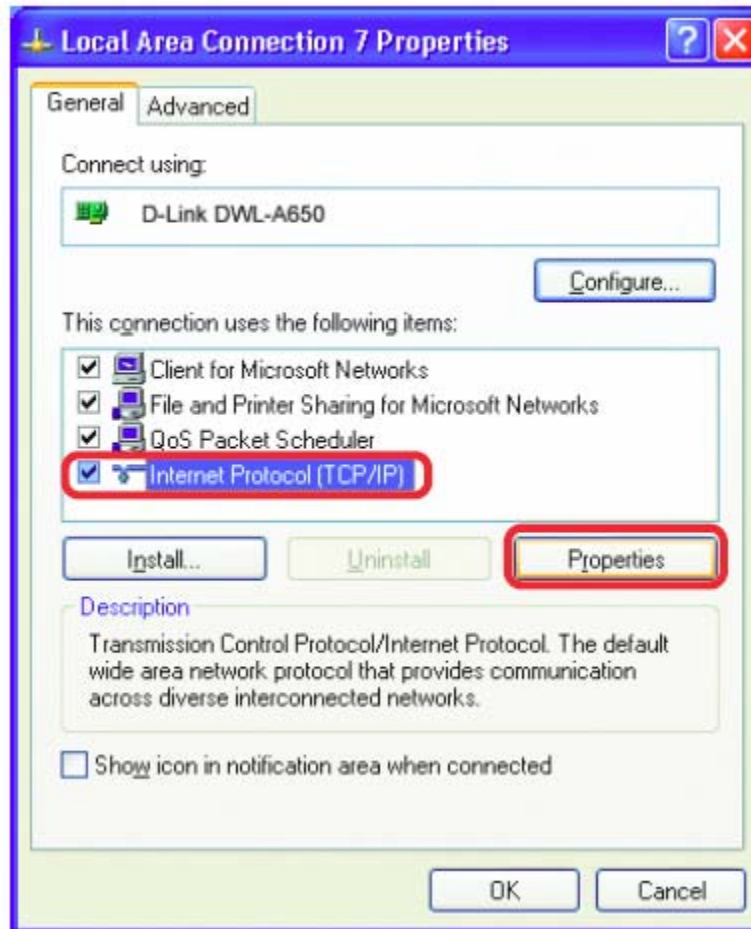 Local Area Connection 7 Properties
General
Advanced
Connect using:
D-Link DWL-A650
Configure...
This connection uses the following items:
Client for Microsoft Networks
File and Printer Sharing for Microsoft Networks
QoS Packet Scheduler
Internet Protocol (TCP/IP)
Install...
Uninstall
Properties
Description
Transmission Control Protocol/Internet Protocol. The default
wide area network protocol that provides communication
across diverse interconnected networks.
Show icon in notification area when connected
OK
Cancel